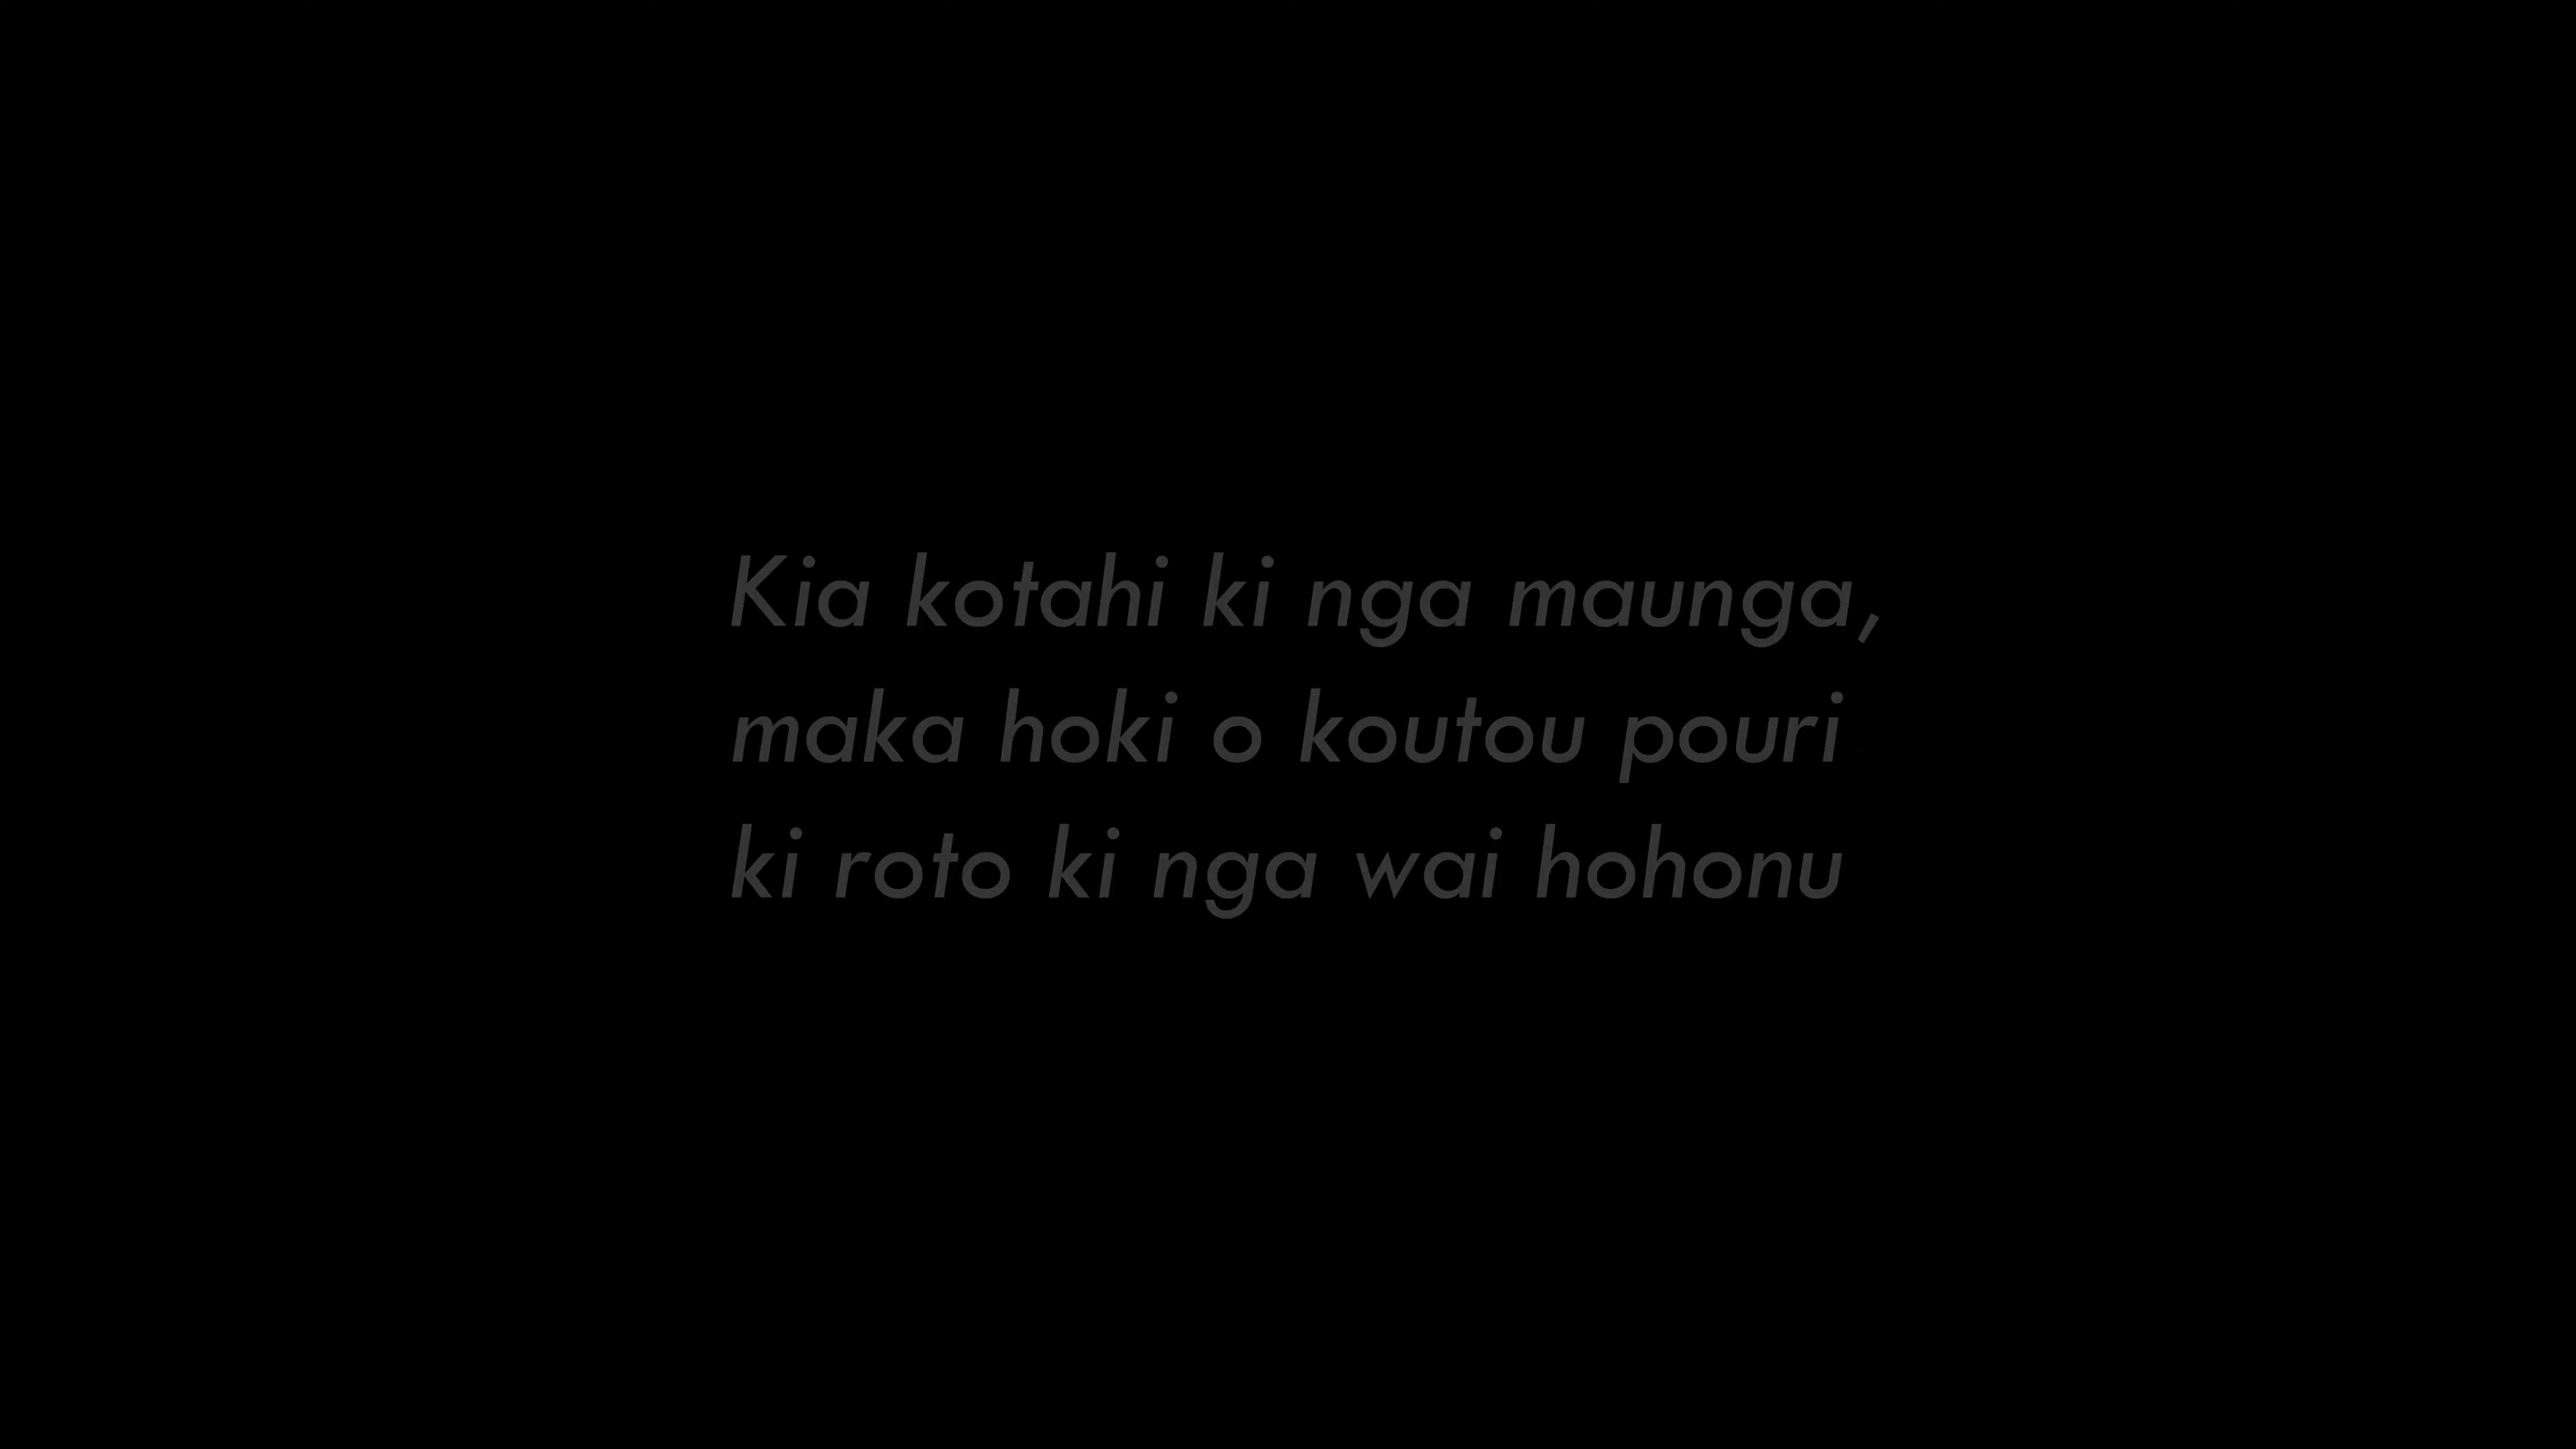 Kia kotahi ki nga maunga,
maka hoki o koutou pouri
ki roto ki nga wai hohonu